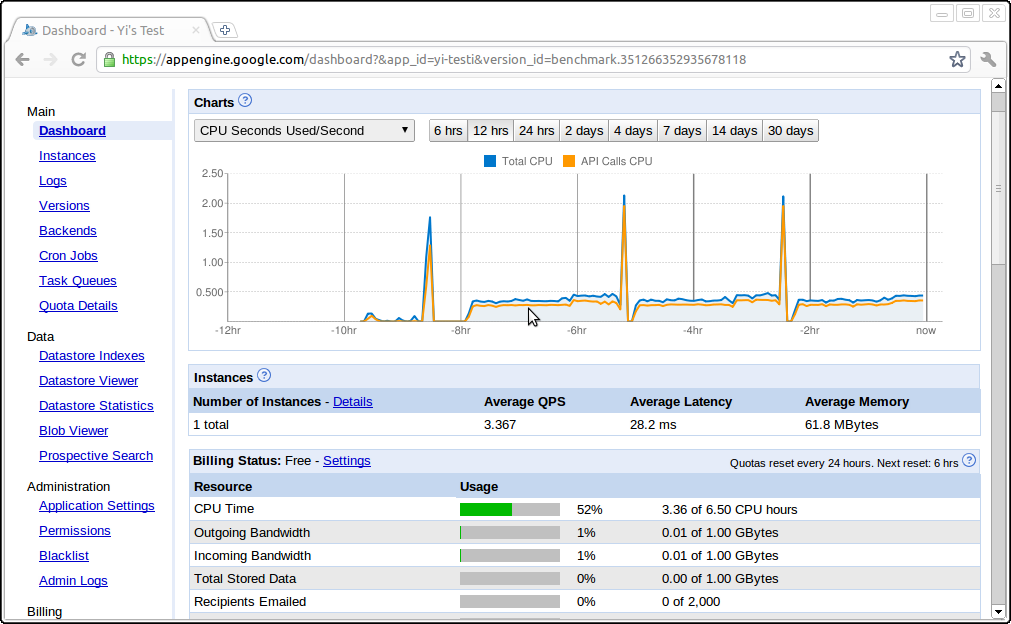 Dashboard - Yi's Test
https://appengine.google.com/dashboard?&app_id=yi-testi&version_id=benchmark.351266352935678118
Main
Dashboard
Instances
Logs
Versions
Backends
Cron Jobs
Task Queues
Quota Details
Data
Datastore Indexes
Datastore Viewer
Datastore Statistics
Blob Viewer
Prospective Search
Administration
Application Settings
Permissions
Blacklist
Admin Logs
Billing
Charts ?
CPU Seconds Used/Second 6 hrs 12 hrs 24 hrs 2 days 4 days 7 days 14 days 30 days
Total CPU API Calls CPU
2.50
2.00
1.50
1.00
0.500
-12hr -10hr -8hr -6hr -4hr -2hr now
Instances ?
Number of Instances - Details Average QPS Average Latency Average Memory
1 total 3.367 28.2 ms 61.8 MBytes
Billing Status: Free - Settings Quotas reset every 24 hours. Next reset: 6 hrs ?
Resource Usage
CPU Time 52% 3.36 of 6.50 CPU hours
Outgoing Bandwidth 1% 0.01 of 1.00 GBytes
Incoming Bandwidth 1% 0.01 of 1.00 GBytes
Total Stored Data 0% 0.00 of 1.00 GBytes
Recipients Emailed 0% 0 of 2,000